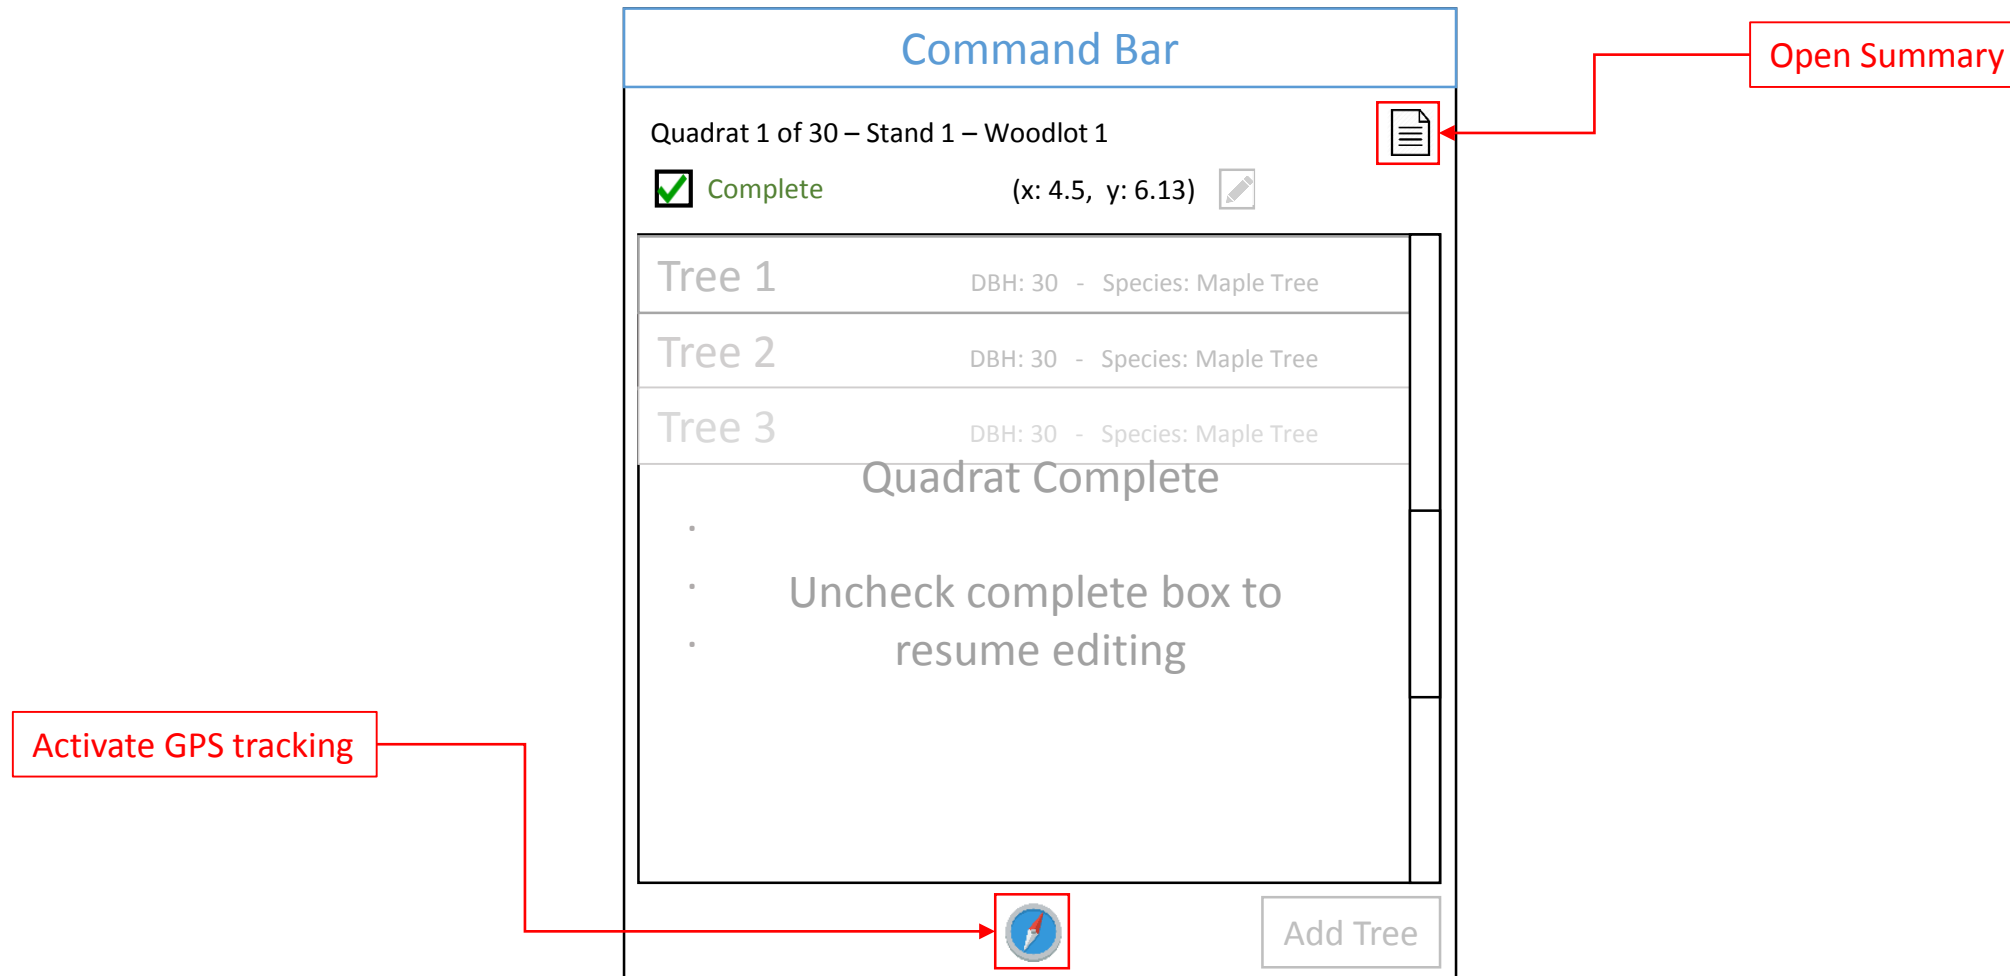 Command Bar
Open Summary
Quadrat 1 of 30 – Stand 1 – Woodlot 1
Complete (x: 4.5, y: 6.13)
Tree 1 DBH: 30 - Species: Maple Tree
Tree 2 DBH: 30 - Species: Maple Tree
Tree 3 DBH: 30 - Species: Maple Tree
Quadrat Complete
Uncheck complete box to
resume editing
Activate GPS tracking
Add Tree